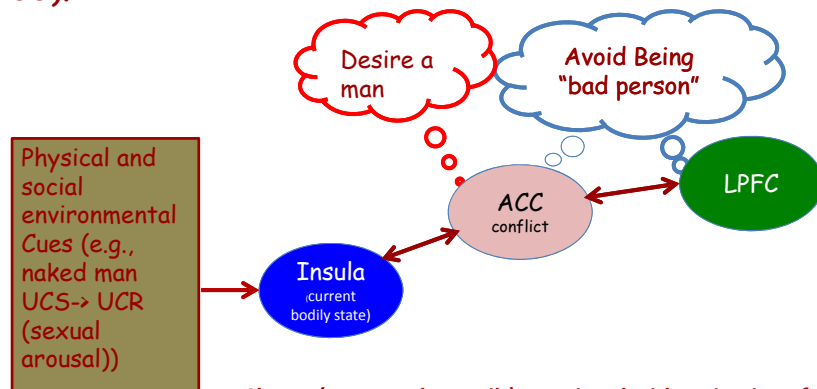 Desire a
man
Avoid Being
“bad person”
Physical and
social
environmental
Cues (e.g.,
naked man
UCS-> UCR
(sexual
arousal))
ACC
conflict
LPFC
Insula
(current
bodily state)